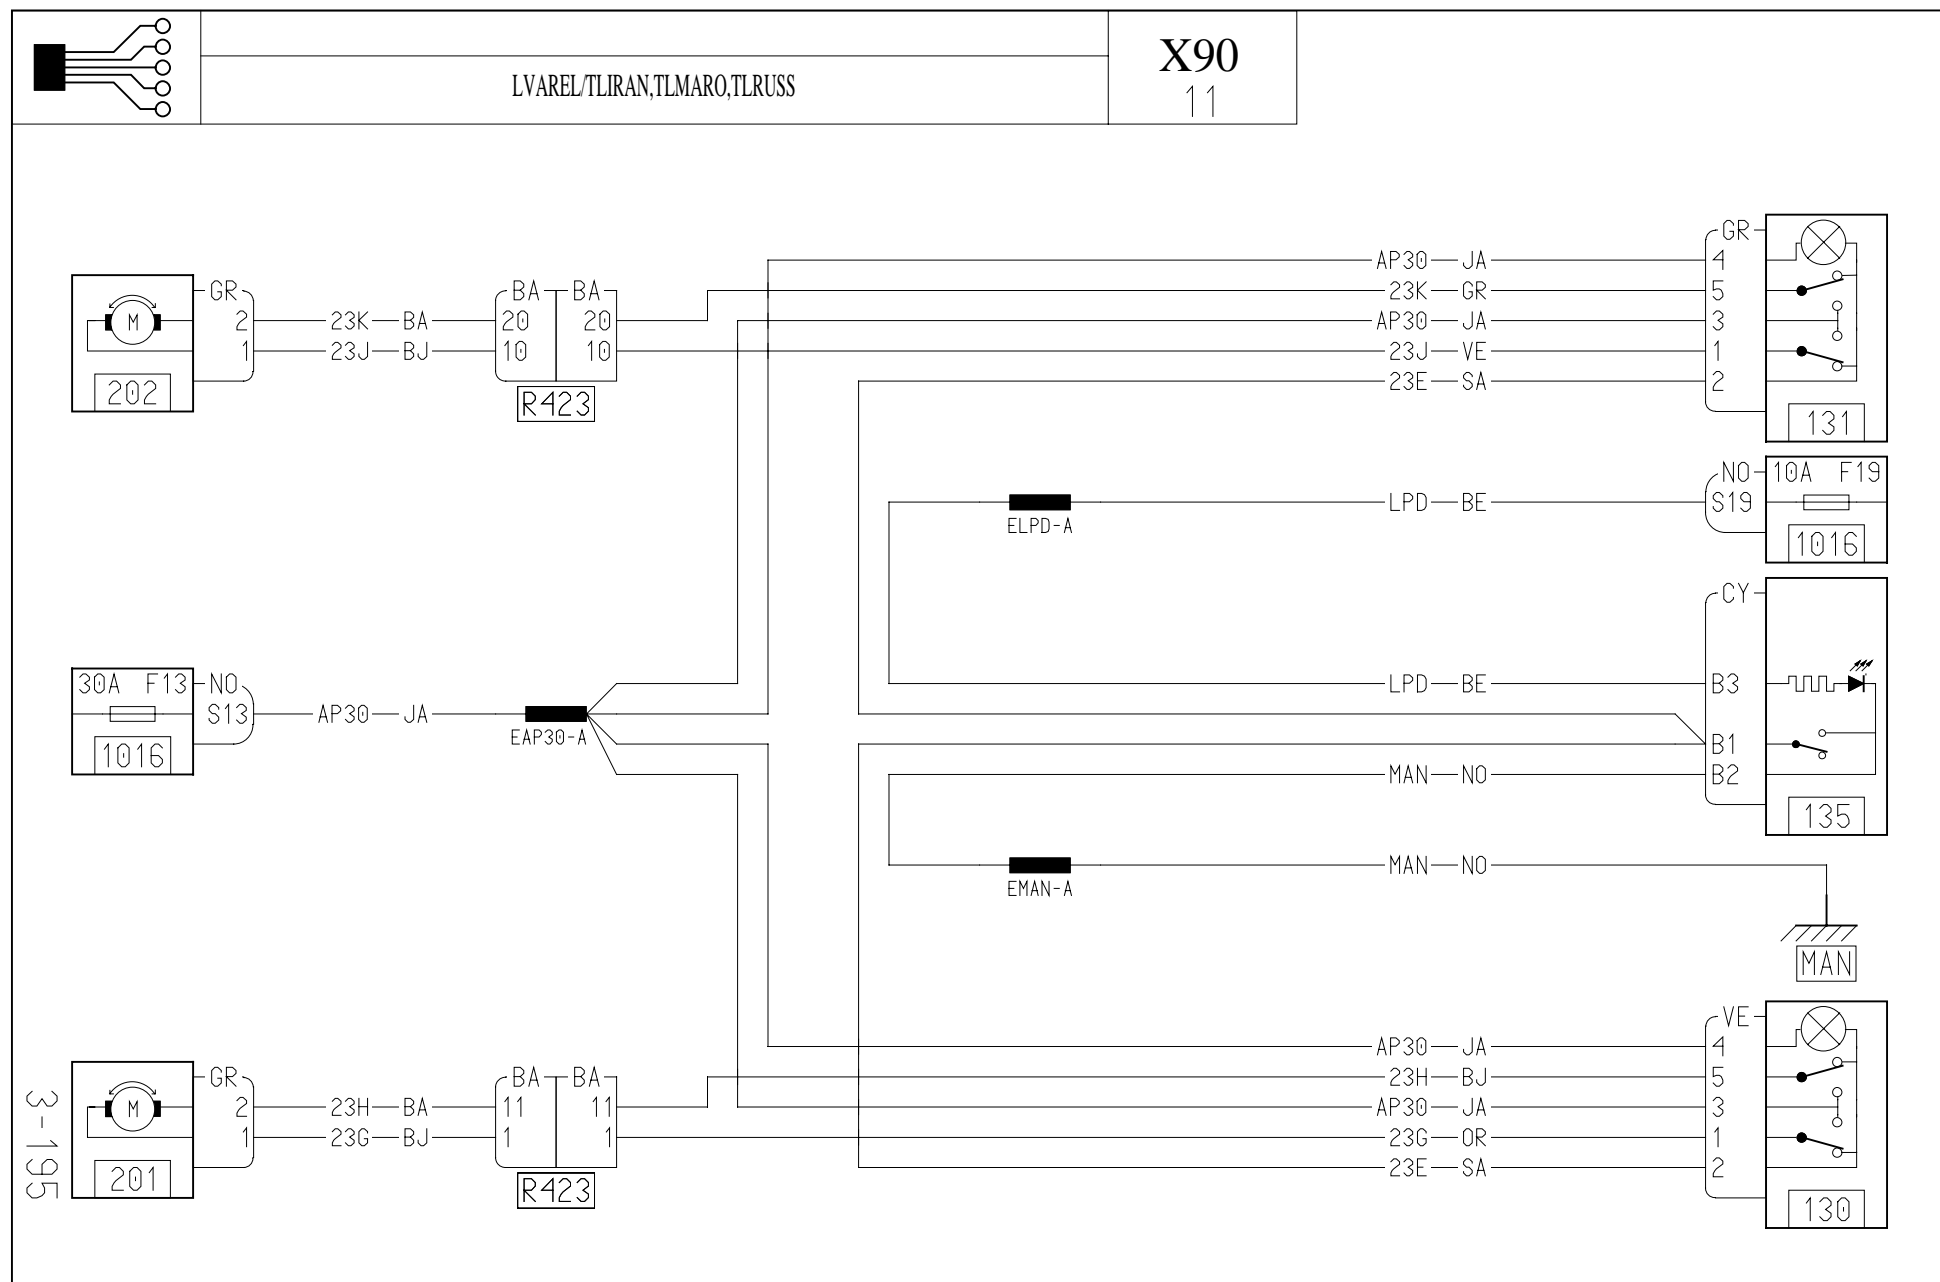 LVAREL/TLIRAN,TLMARO,TLRUSS
X90
11
GR
AP30 JA 4
23K GR 5
AP30 JA 3
23J VE 1
23E SA 2
131
GR BA BA
2 23K BA 20 20
1 23J BJ 10 10
202
R423
NO 10A F19
LPD BE S19
ELPD-A
1016
CY
LPD BE B3
B1
MAN NO B2
135
30A F13 NO
S13 AP30 JA
EAP30-A
1016
MAN NO
EMAN-A
MAN
VE
AP30 JA 4
23H BJ 5
AP30 JA 3
23G OR 1
23E SA 2
130
GR BA BA
2 23H BA 11 11
1 23G BJ 1 1
201
R423
3-195